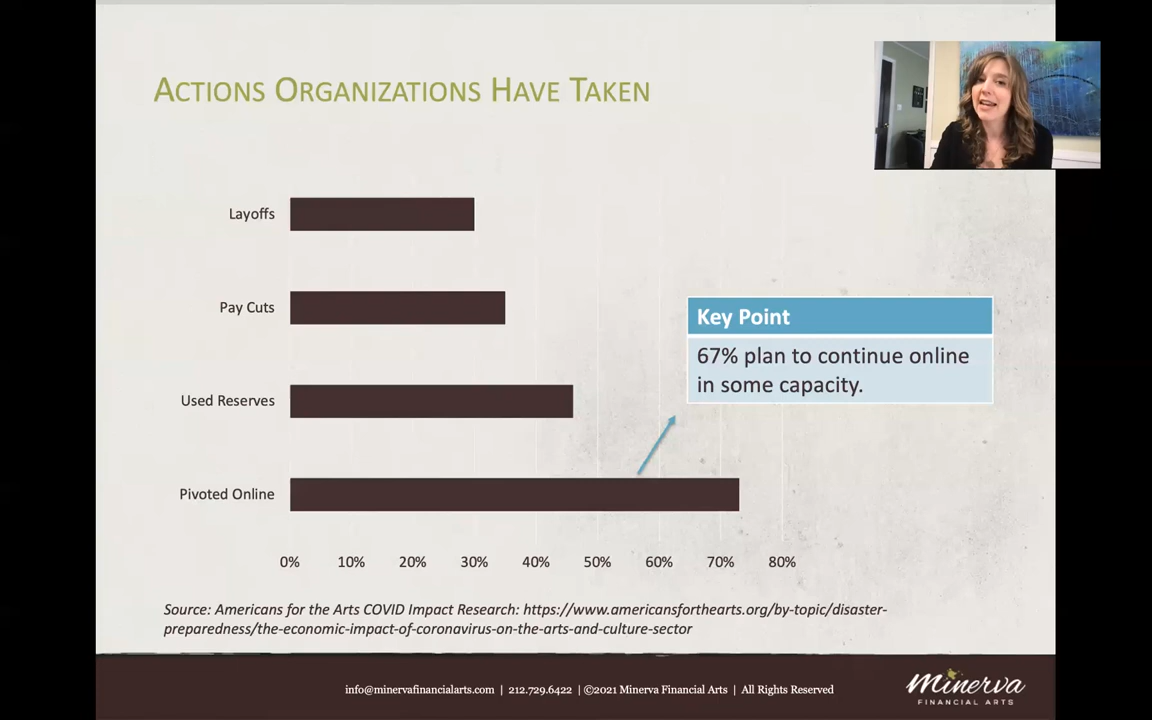 Actions Organizations Have Taken
Layoffs
Pay Cuts
Used Reserves
Pivoted Online
0% 10% 20% 30% 40% 50% 60% 70% 80%
Key Point
67% plan to continue online
in some capacity.
Source: Americans for the Arts COVID Impact Research: https://www.americansforthearts.org/by-topic/disaster-
preparedness/the-economic-impact-of-coronavirus-on-the-arts-and-culture-sector
info@minervafinancialarts.com | 212.729.6422 | ©2021 Minerva Financial Arts | All Rights Reserved
Minerva
FINANCIAL ARTS